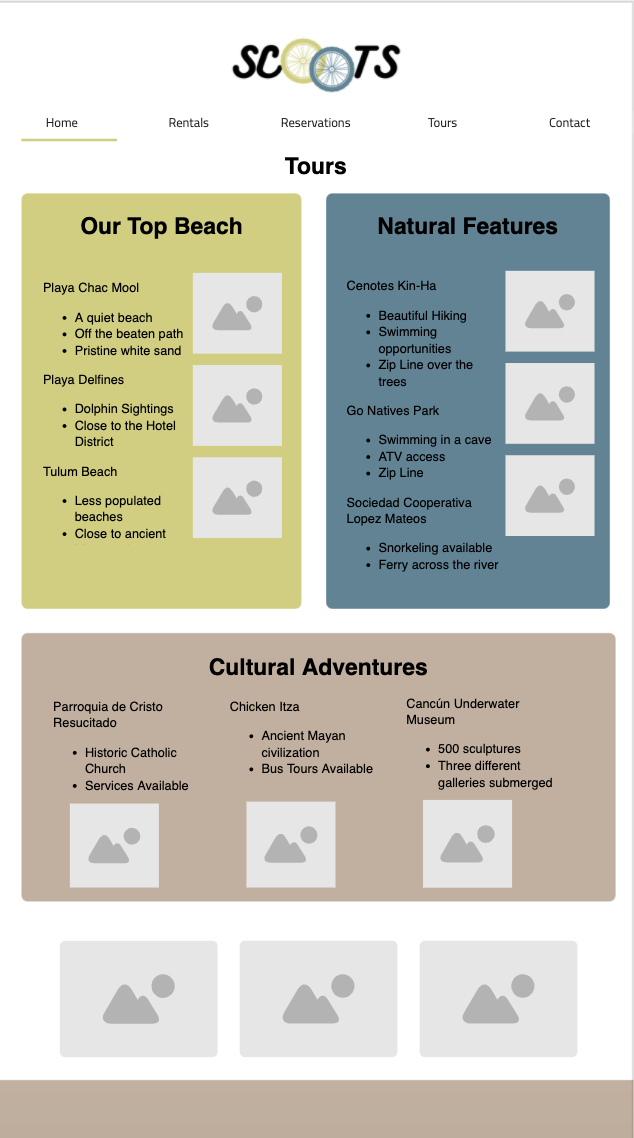 SCOOTS
Home Rentals Reservations Tours Contact
Tours
Our Top Beach
Playa Chac Mool
• A quiet beach
• Off the beaten path
• Pristine white sand
Playa Delfines
• Dolphin Sightings
• Close to the Hotel
District
Tulum Beach
• Less populated
beaches
• Close to ancient
Natural Features
Cenotes Kin-Ha
• Beautiful Hiking
• Swimming
opportunities
• Zip Line over the
trees
Go Natives Park
• Swimming in a cave
• ATV access
• Zip Line
Sociedad Cooperativa
Lopez Mateos
• Snorkeling available
• Ferry across the river
Cultural Adventures
Parroquia de Cristo
Resucitado
• Historic Catholic
Church
• Services Available
Chicken Itza
• Ancient Mayan
civilization
• Bus Tours Available
Cancún Underwater
Museum
• 500 sculptures
• Three different
galleries submerged